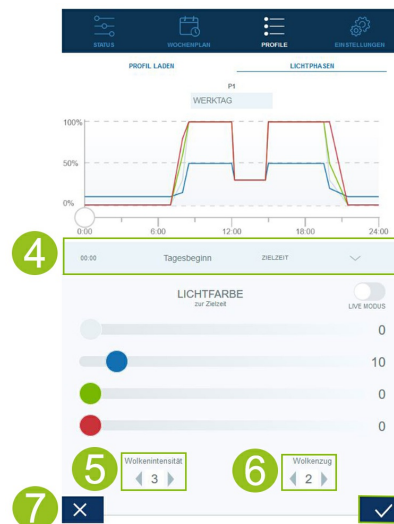 STATUS WOCHENPLAN PROFILE EINSTELLUNGEN
PROFIL LADEN LICHTPHASEN
P1
WERKTAG
100%
50%
0%
0:00 6:00 12:00 18:00 24:00
4
00:00 Tagesbeginn ZIELZEIT
LICHTFARBE
zur Zielzeit
LIVE MODUS
0
10
0
0
5 Wolkenintensität 6 Wolkenzug
3 2
7